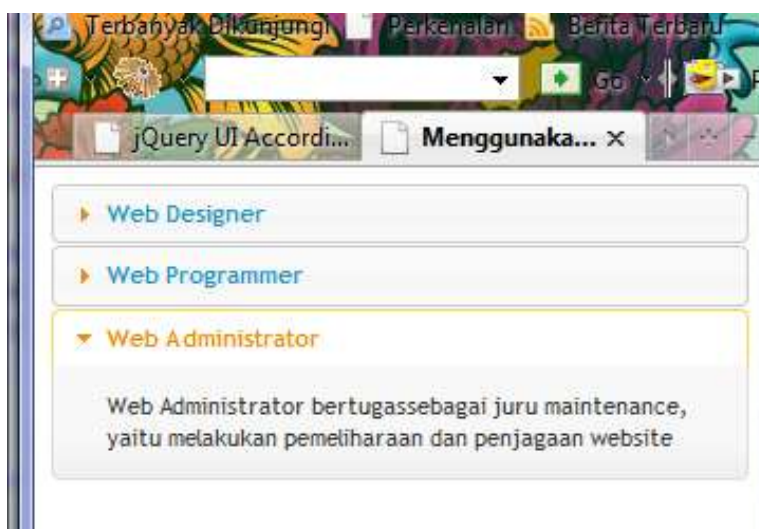 Terbanyak Dikunjungi Perkenalan Berita Terbaru
Go
jQuery UI Accordi... Menggunaka... ×
Web Designer
Web Programmer
Web Administrator
Web Administrator bertugassebagai juru maintenance,
yaitu melakukan pemeliharaan dan penjagaan website